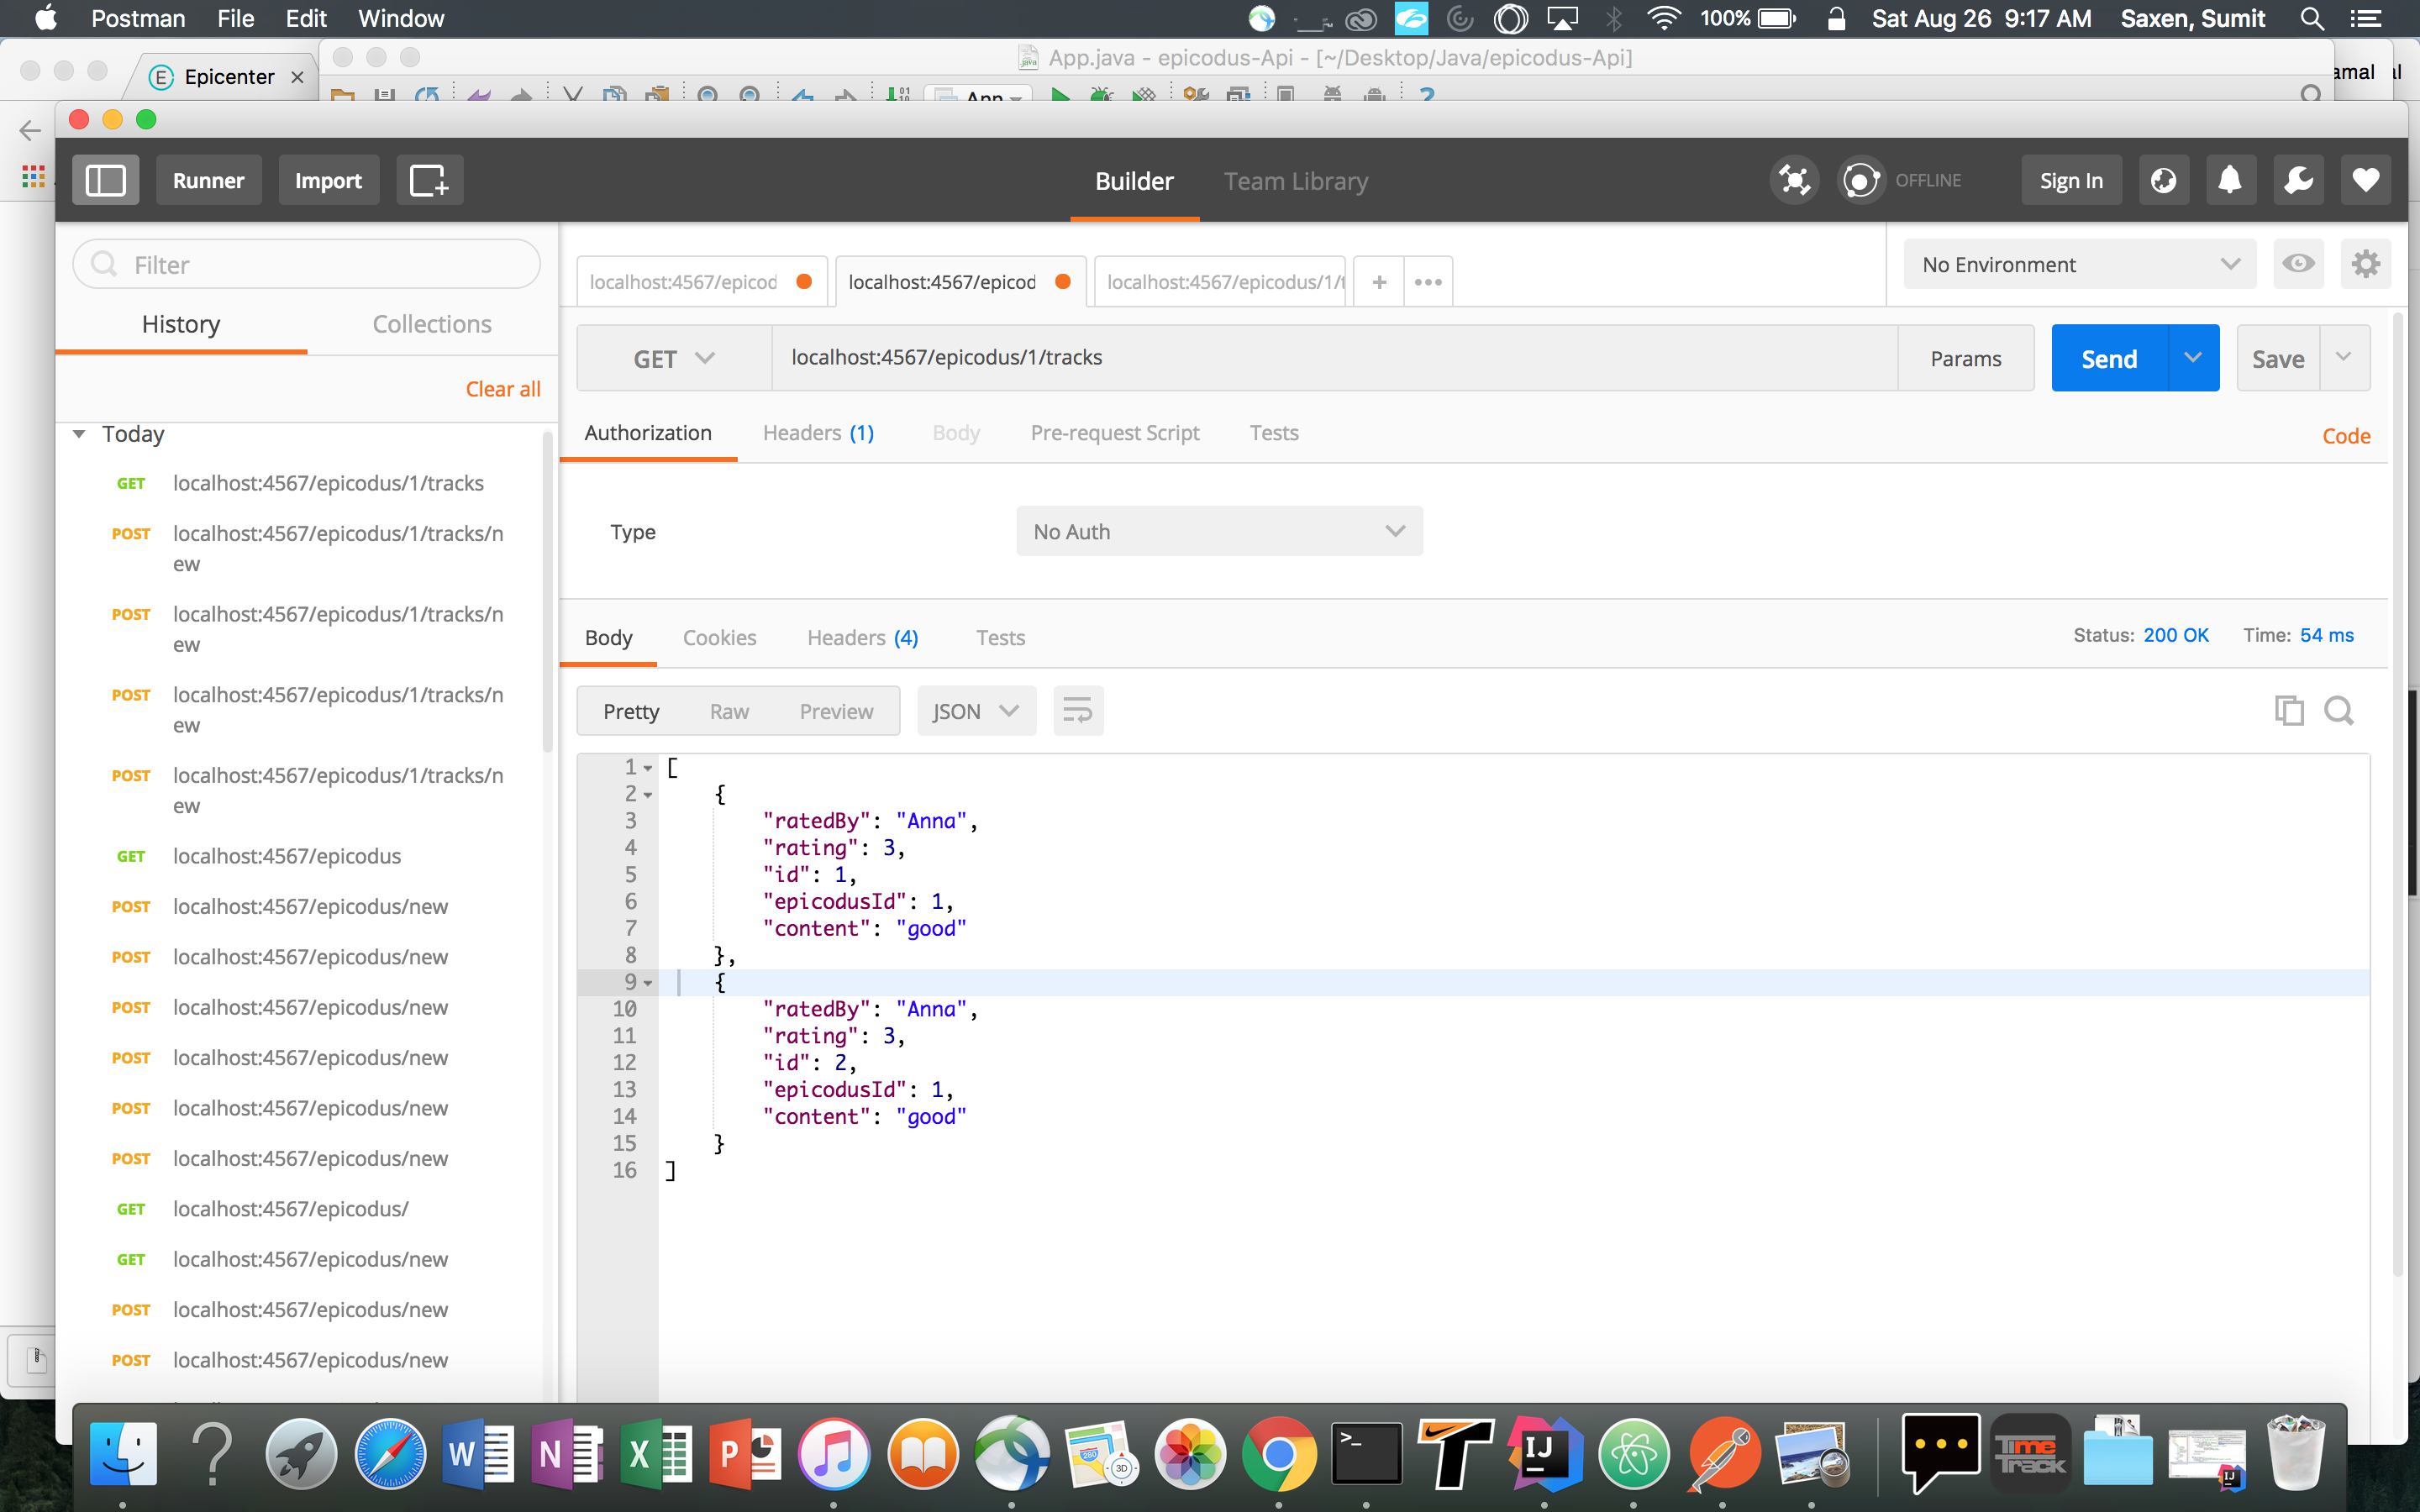 Postman File Edit Window 100% Sat Aug 26 9:17 AM Saxen, Sumit
Epicenter
App.java - epicodus-Api - [~/Desktop/Java/epicodus-Api]
amal
App
Runner Import Builder Team Library OFFLINE Sign In
Filter
localhost:4567/epicod localhost:4567/epicod localhost:4567/epicodus/1/t + ••• No Environment
History Collections
GET localhost:4567/epicodus/1/tracks Params Send Save
Clear all
Authorization Headers (1) Body Pre-request Script Tests Code
Today
GET localhost:4567/epicodus/1/tracks
POST localhost:4567/epicodus/1/tracks/n
ew
POST localhost:4567/epicodus/1/tracks/n
ew
POST localhost:4567/epicodus/1/tracks/n
ew
POST localhost:4567/epicodus/1/tracks/n
ew
GET localhost:4567/epicodus
POST localhost:4567/epicodus/new
POST localhost:4567/epicodus/new
POST localhost:4567/epicodus/new
POST localhost:4567/epicodus/new
POST localhost:4567/epicodus/new
POST localhost:4567/epicodus/new
GET localhost:4567/epicodus/
GET localhost:4567/epicodus/new
POST localhost:4567/epicodus/new
POST localhost:4567/epicodus/new
Type No Auth
Body Cookies Headers (4) Tests Status: 200 OK Time: 54 ms
Pretty Raw Preview JSON
1 [
2 {
3 "ratedBy": "Anna",
4 "rating": 3,
5 "id": 1,
6 "epicodusId": 1,
7 "content": "good"
8 },
9 {
10 "ratedBy": "Anna",
11 "rating": 3,
12 "id": 2,
13 "epicodusId": 1,
14 "content": "good"
15 }
16 ]
W N X P 3D >_ T IJ Time Track